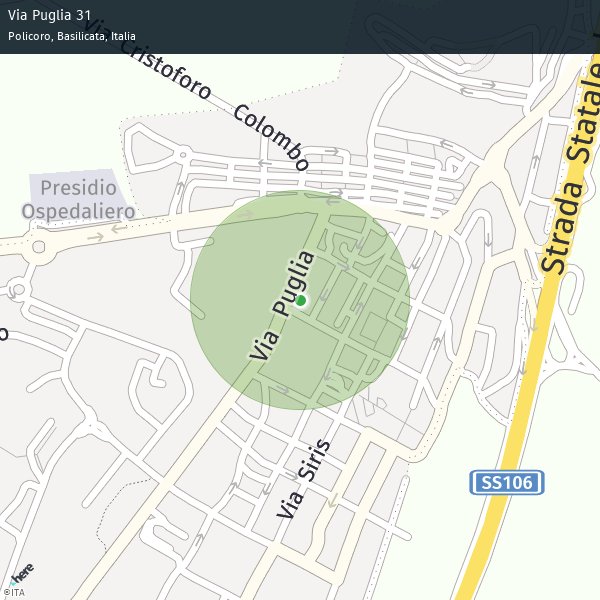 Via Puglia 31
Policoro, Basilicata, Italia
Via Cristoforo Colombo
Strada Statale
Presidio
Ospedaliero
Via Puglia
SS106
Via Siris
here
©ITA